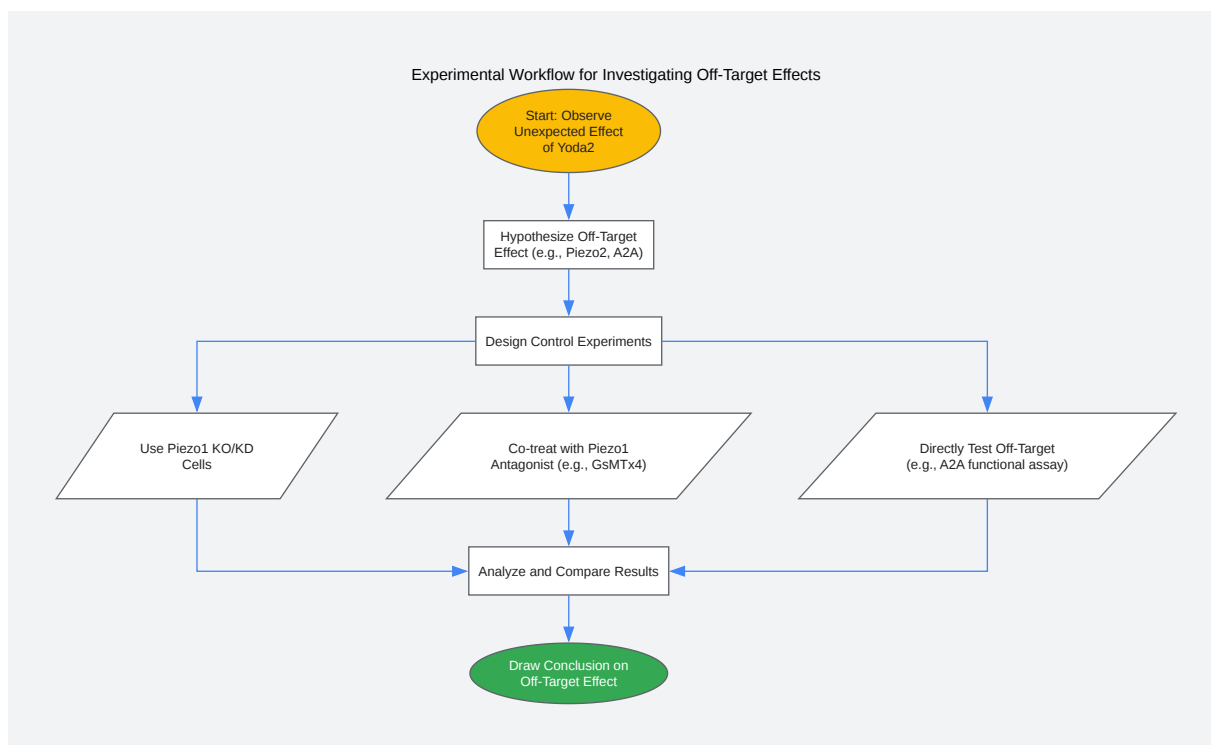 Experimental Workflow for Investigating Off-Target Effects
Start: Observe
Unexpected Effect
of Yoda2
Hypothesize Off-Target
Effect (e.g., Piezo2, A2A)
Design Control Experiments
Use Piezo1 KO/KD
Cells
Co-treat with Piezo1
Antagonist (e.g., GsMTx4)
Directly Test Off-Target
(e.g., A2A functional assay)
Analyze and Compare Results
Draw Conclusion on
Off-Target Effect